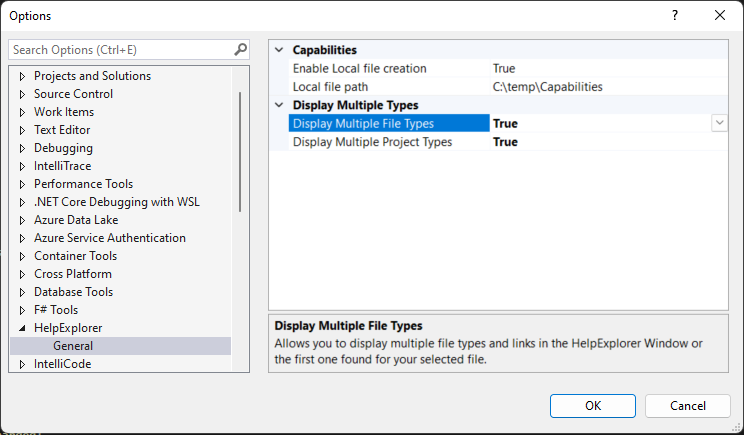 Options
?
Search Options (Ctrl+E)
Projects and Solutions
Source Control
Work Items
Text Editor
Debugging
IntelliTrace
Performance Tools
.NET Core Debugging with WSL
Azure Data Lake
Azure Service Authentication
Container Tools
Cross Platform
Database Tools
F# Tools
HelpExplorer
General
IntelliCode
Capabilities
Enable Local file creation True
Local file path C:\temp\Capabilities
Display Multiple Types
Display Multiple File Types True
Display Multiple Project Types True
Display Multiple File Types
Allows you to display multiple file types and links in the HelpExplorer Window or
the first one found for your selected file.
OK Cancel